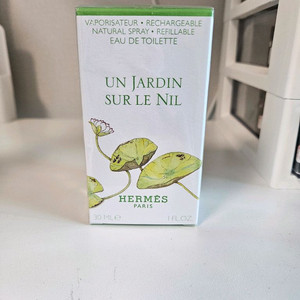 VAPORISATEUR • RECHARGEABLE
NATURAL SPRAY • REFILLABLE
EAU DE TOILETTE
UN JARDIN
SUR LE NIL
HERMÈS
PARIS
30 ML ℮ 1 FL.OZ.